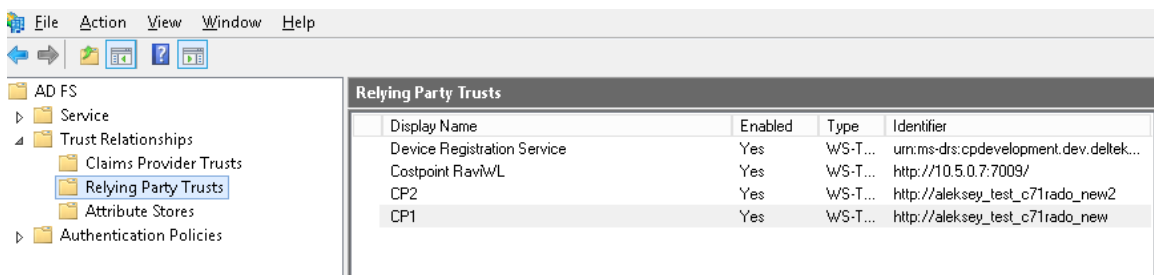 File Action View Window Help
AD FS
Service
Trust Relationships
Claims Provider Trusts
Relying Party Trusts
Attribute Stores
Authentication Policies
Relying Party Trusts
Display Name Enabled Type Identifier
Device Registration Service Yes WS-T... urn:ms-drs:cpdevelopment.dev.deltek...
Costpoint RaviWL Yes WS-T... http://10.5.0.7:7009/
CP2 Yes WS-T... http://aleksey_test_c71rado_new2
CP1 Yes WS-T... http://aleksey_test_c71rado_new